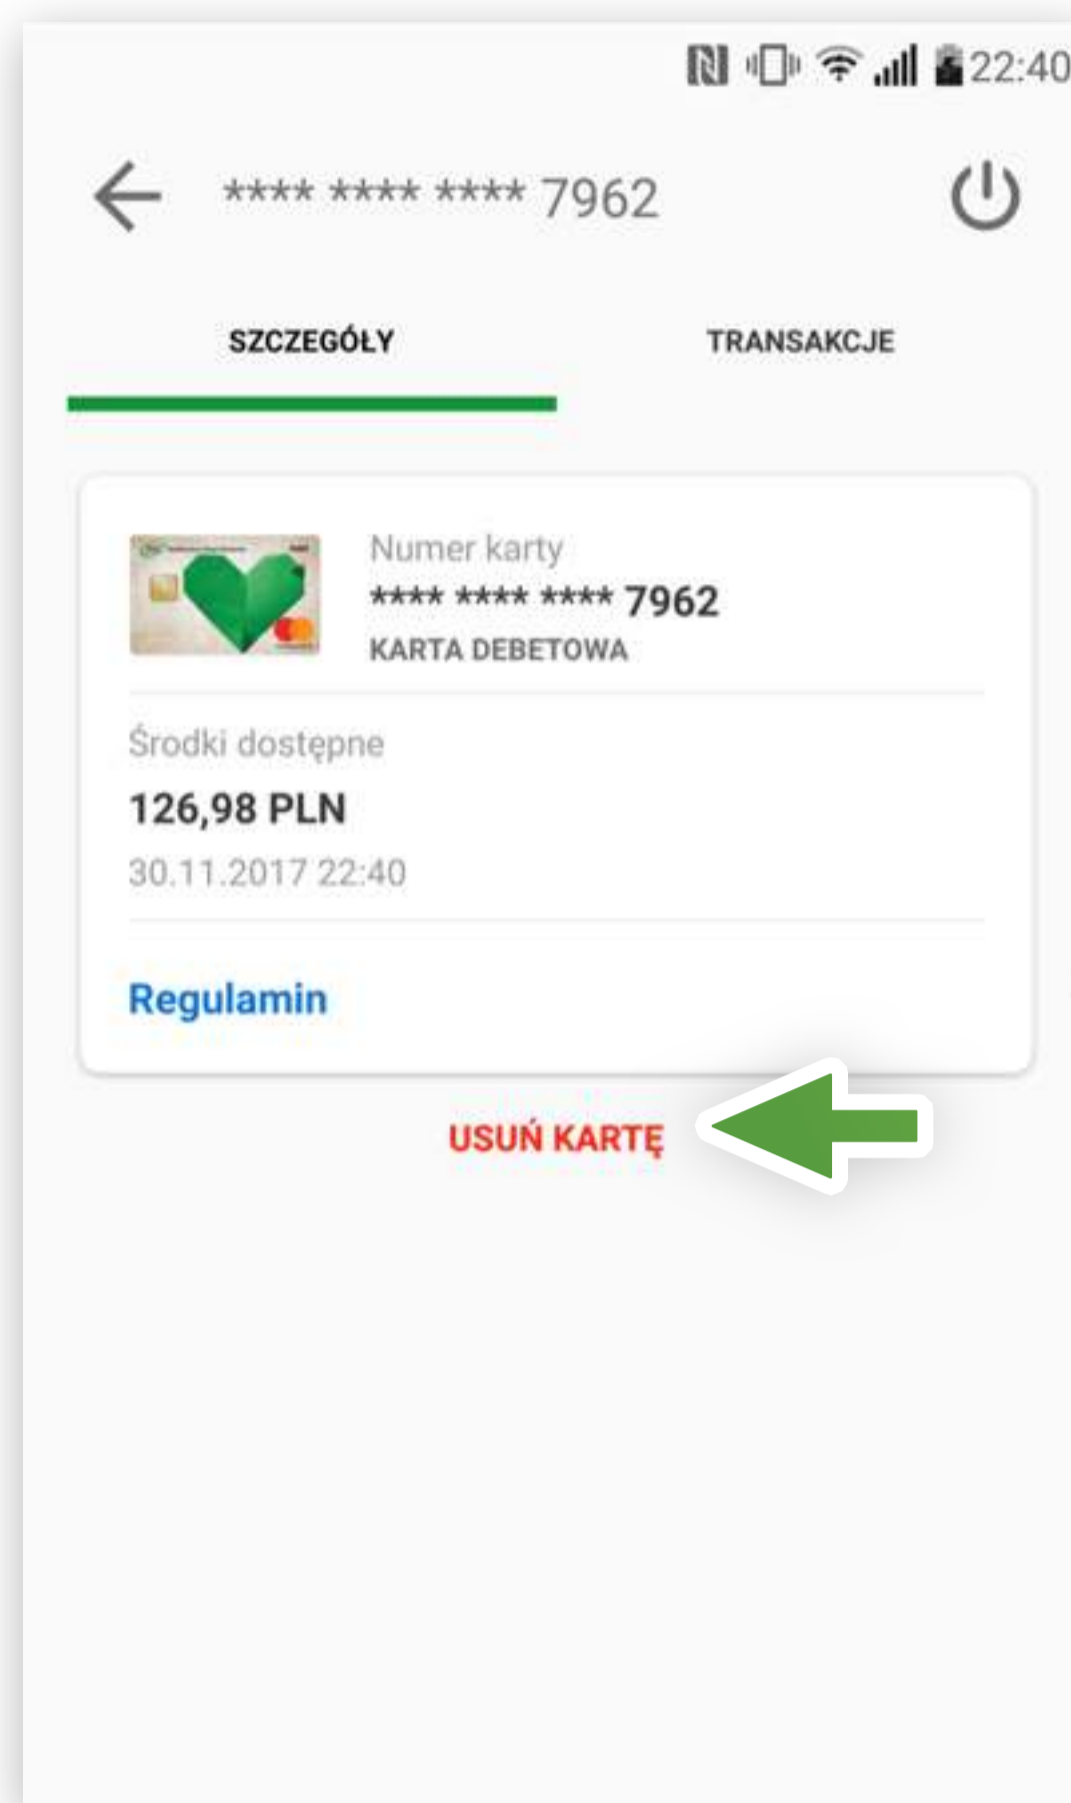 22:40
**** **** **** 7962
SZCZEGÓŁY
TRANSAKCJE
Numer karty
**** **** **** 7962
KARTA DEBETOWA
Środki dostępne
126,98 PLN
30.11.2017 22:40
Regulamin
USUŃ KARTĘ